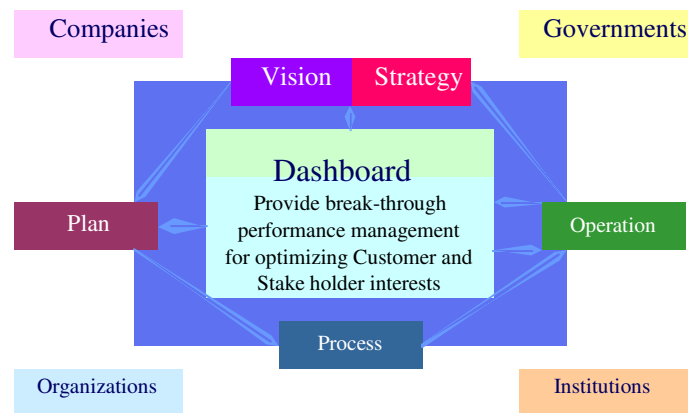 Companies
Governments
Vision
Strategy
Dashboard
Provide break-through
performance management
for optimizing Customer and
Stake holder interests
Plan
Operation
Process
Organizations
Institutions